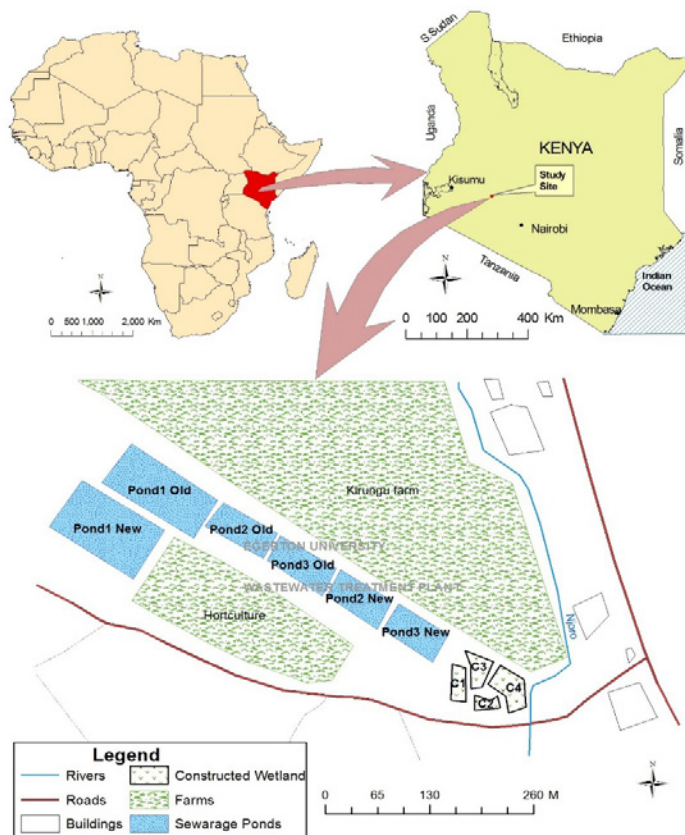 S.Sudan
Ethiopia
Uganda
Somalia
KENYA
Kisumu
Study
Site
Nairobi
Tanzania
Indian
Ocean
Mombasa
0 500 1,000 2,000 Km
0 100 200 400 Km
Kirungu farm
Pond1 Old
Pond1 New
Pond2 Old
EGERTON UNIVERSITY
Pond3 Old
WASTEWATER TREATMENT PLANT
Pond2 New
Hortculture
Pond3 New
Njoro
C1
C3
C4
C2
Legend
Rivers
Constructed Wetland
Roads
Farms
Buildings
Sewarage Ponds
0 65 130 260 M